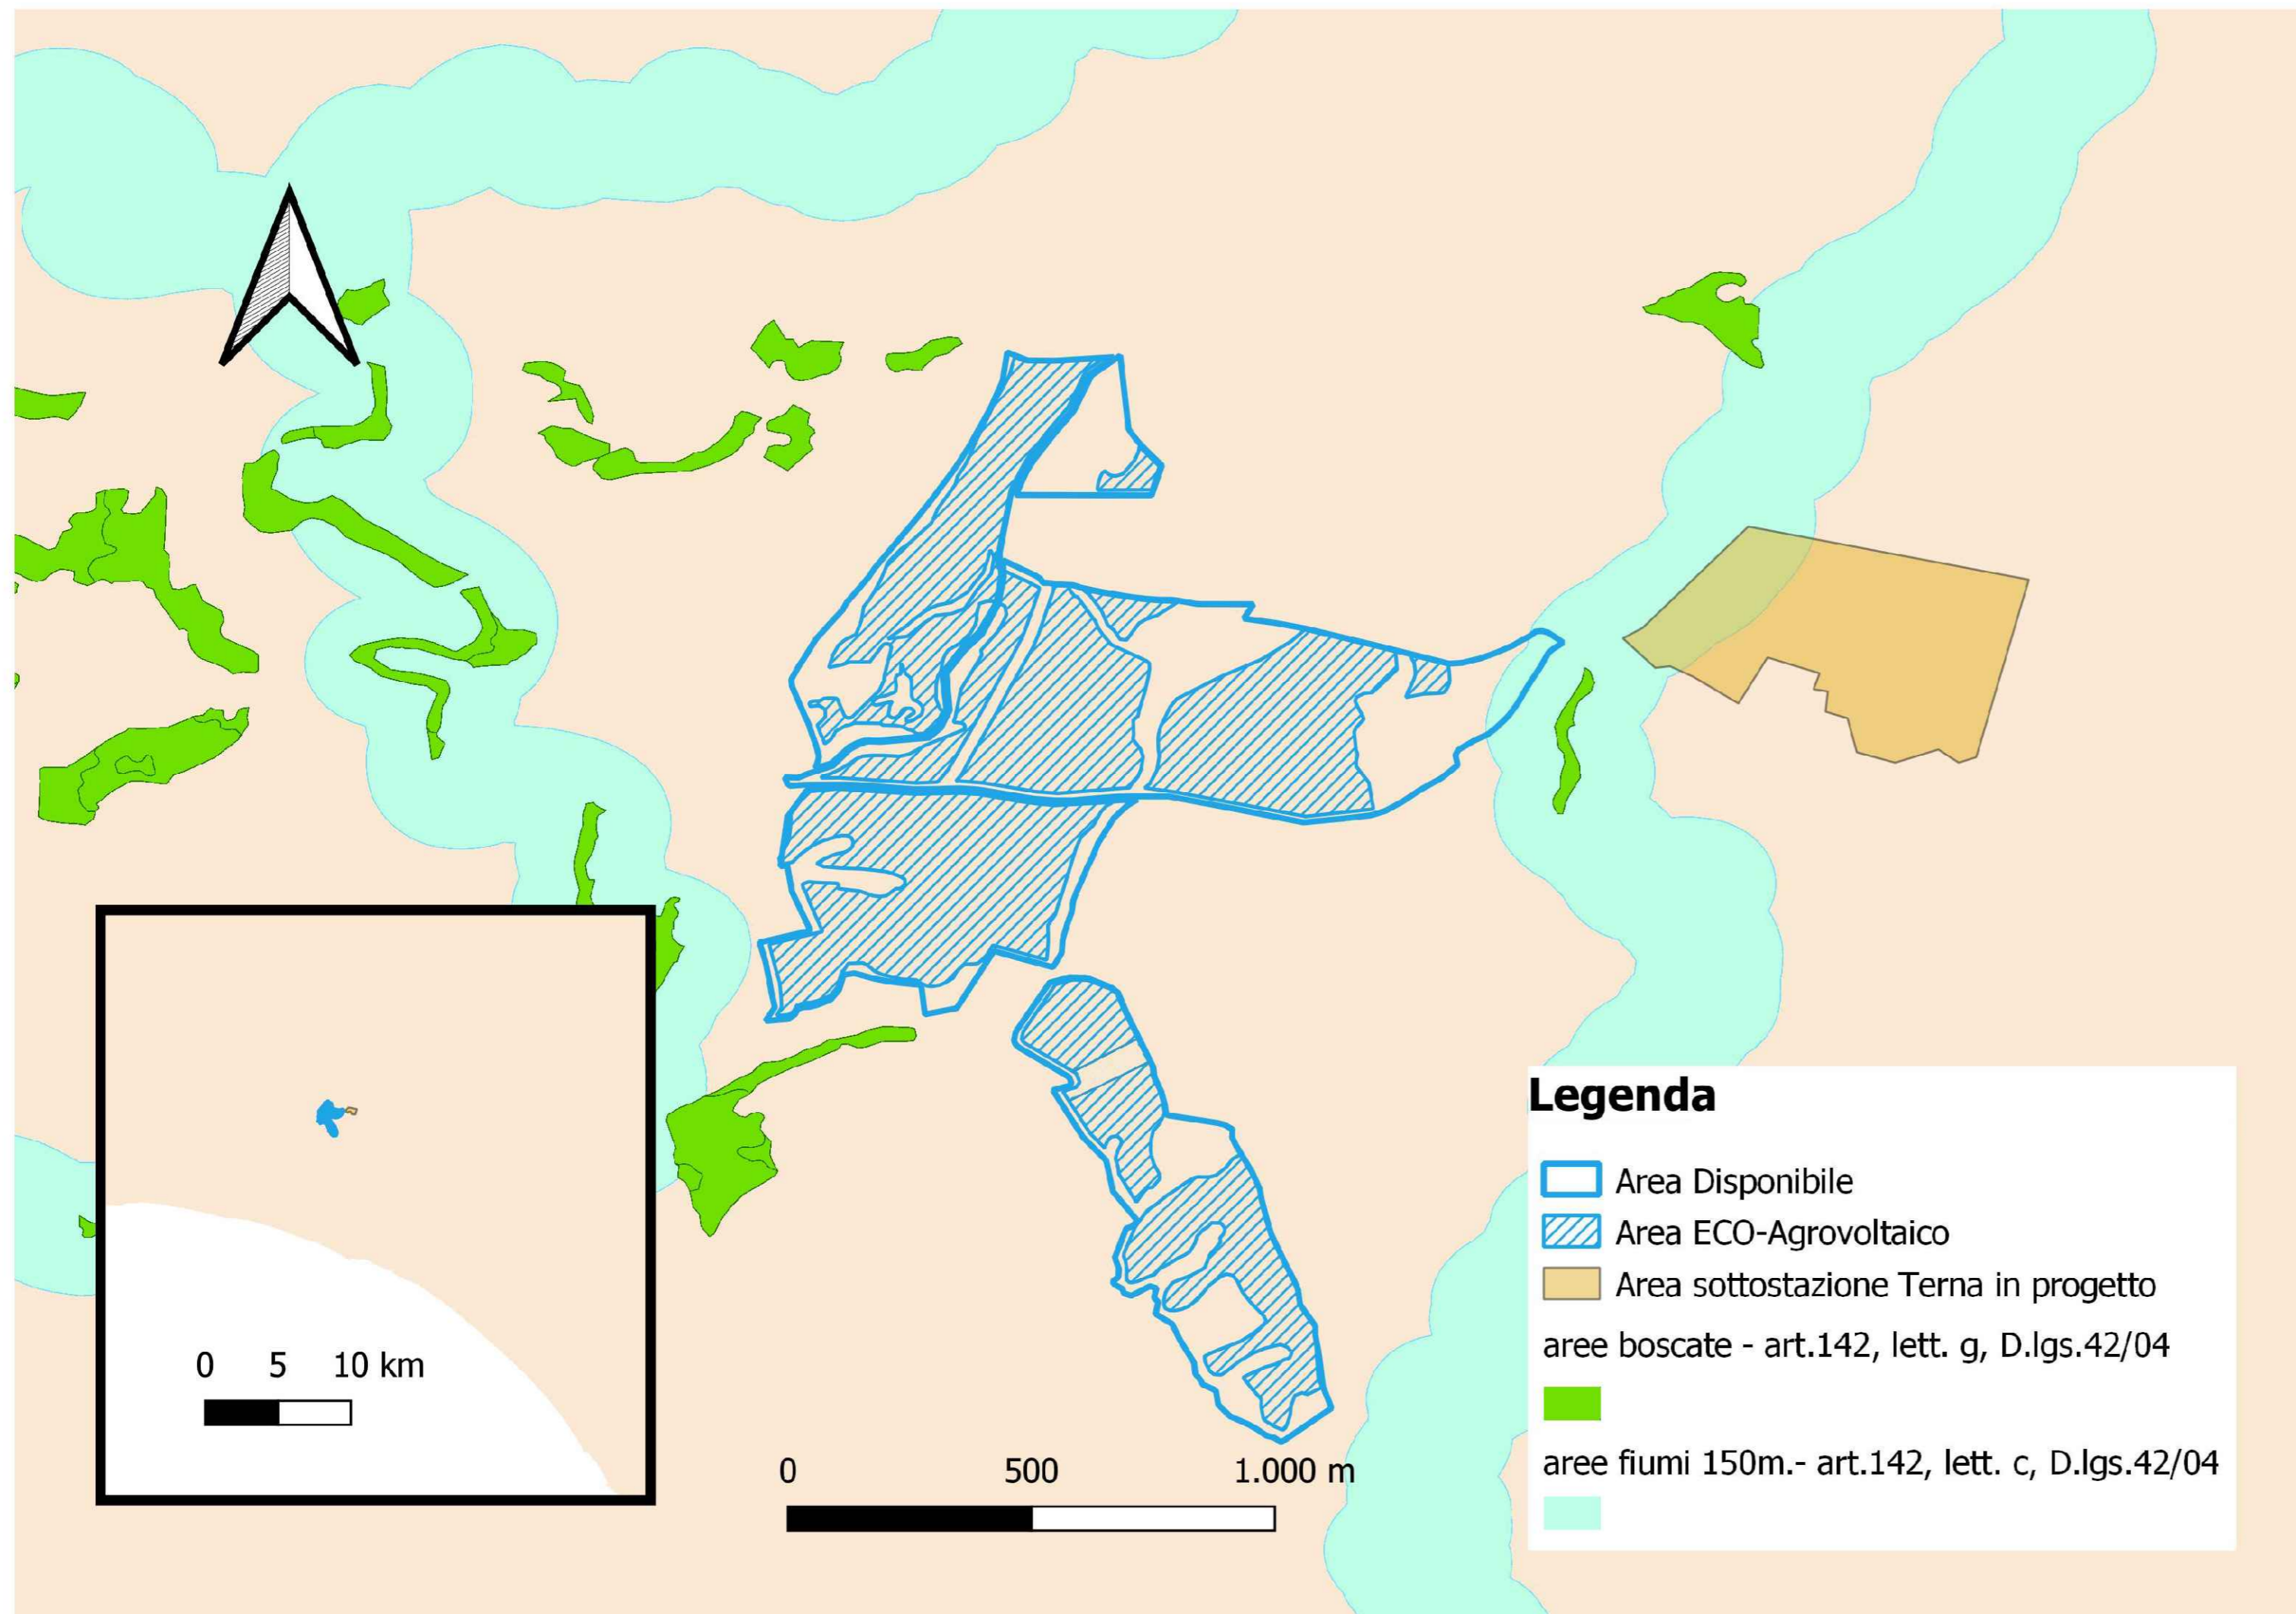 0 5 10 km
0 500 1.000 m
Legenda
Area Disponibile
Area ECO-Agrovoltaico
Area sottostazione Terna in progetto
aree boscate - art.142, lett. g, D.lgs.42/04
aree fiumi 150m.- art.142, lett. c, D.lgs.42/04